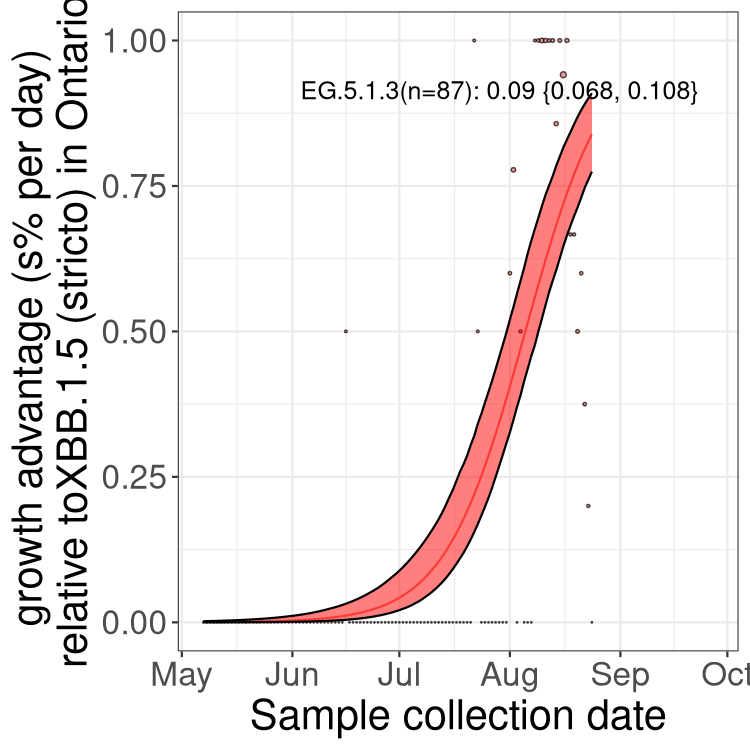 growth advantage (s% per day)
relative toXBB.1.5 (stricto) in Ontario
1.00
0.75
0.50
0.25
0.00
EG.5.1.3(n=87): 0.09 {0.068, 0.108}
May Jun Jul Aug Sep Oct
Sample collection date